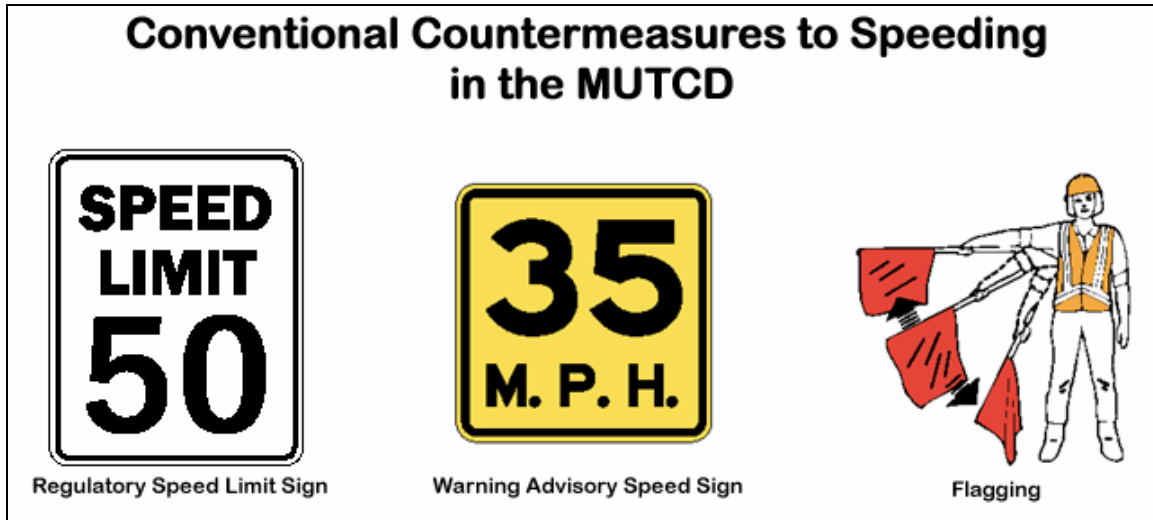 Conventional Countermeasures to Speeding
in the MUTCD
SPEED
LIMIT
50
35
M. P. H.
Regulatory Speed Limit Sign
Warning Advisory Speed Sign
Flagging